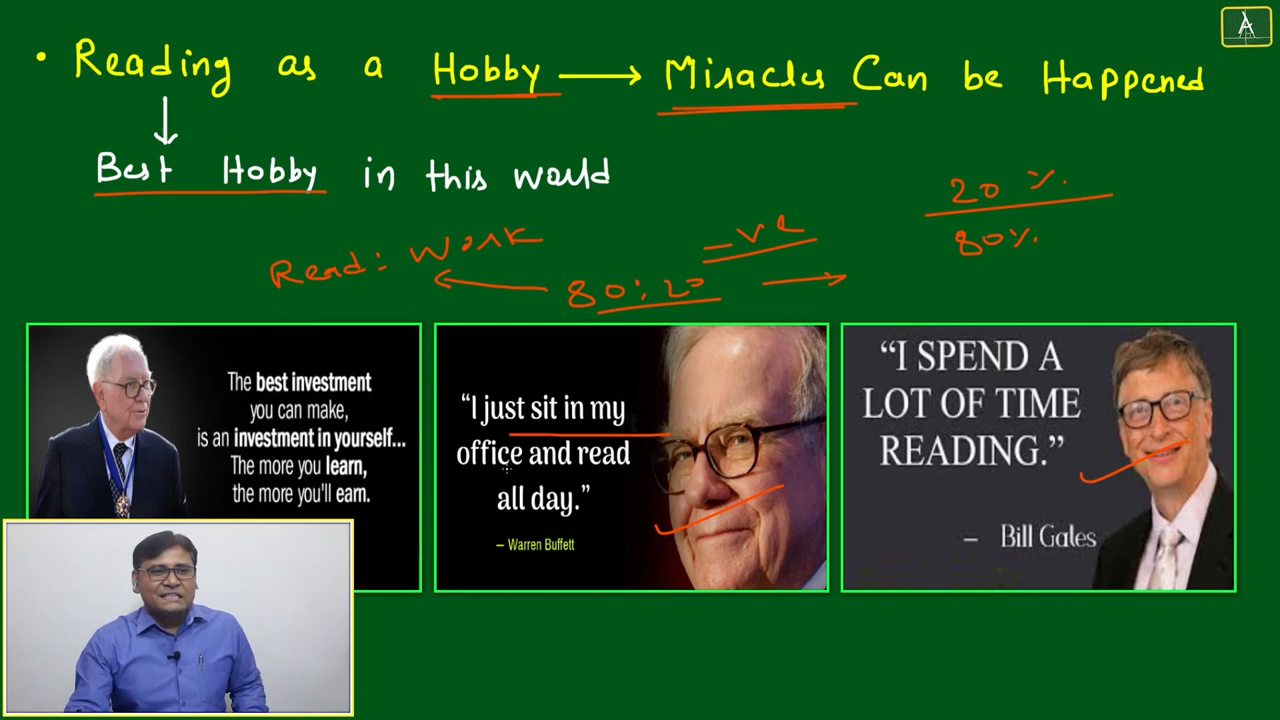 A
• Reading as a Hobby → Miracles Can be Happened
↓
Best Hobby in this world
20 %
80%
Read: Work
= ve
← 80:20 →
The best investment
you can make,
is an investment in yourself...
The more you learn,
the more you'll earn.
“I just sit in my
office and read
all day.”
– Warren Buffett
“I SPEND A
LOT OF TIME
READING.”
– Bill Gates